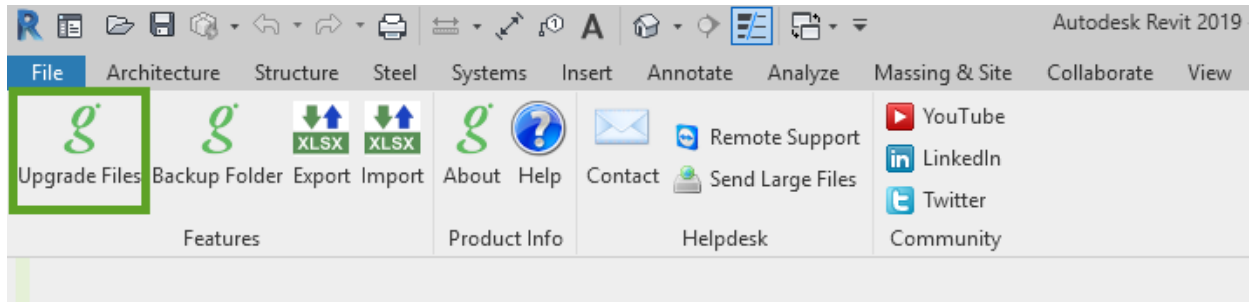 Autodesk Revit 2019
File Architecture Structure Steel Systems Insert Annotate Analyze Massing & Site Collaborate View
Upgrade Files Backup Folder XLSX Export XLSX Import About Help Contact Remote Support Send Large Files YouTube LinkedIn Twitter
Features Product Info Helpdesk Community